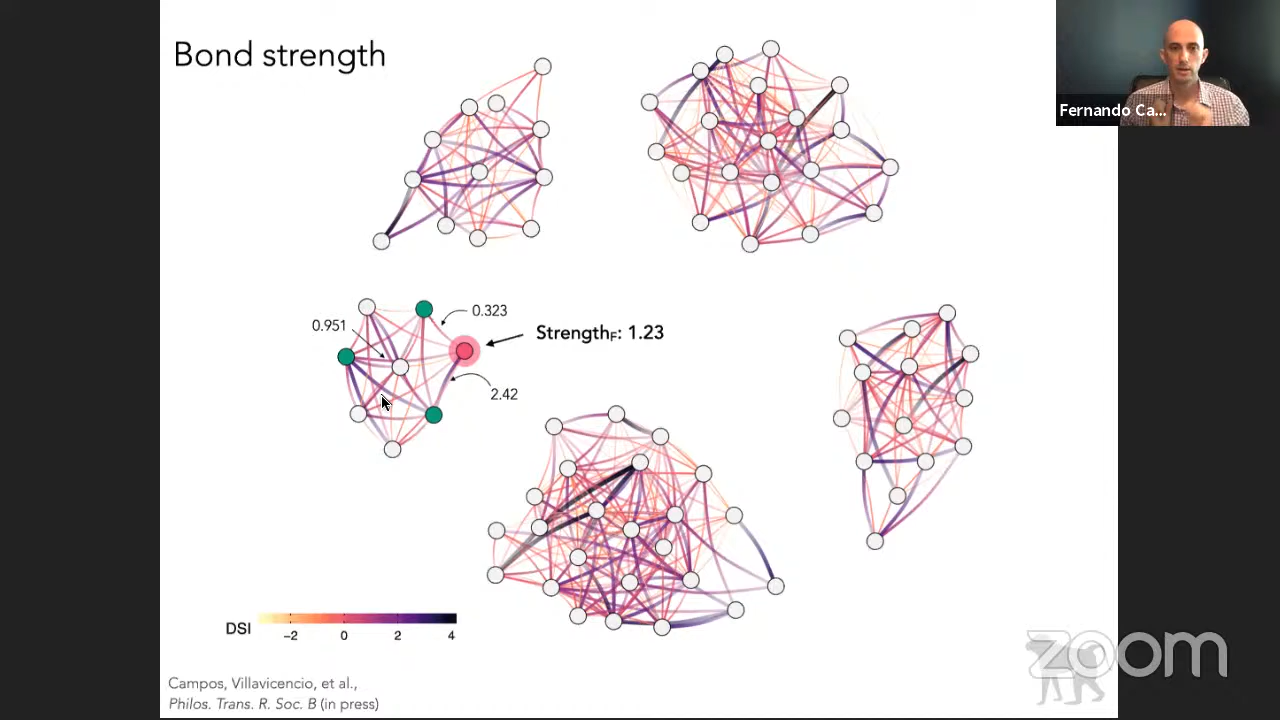 Bond strength
Fernando Ca...
0.323
0.951
StrengthF: 1.23
2.42
DSI
−2 0 2 4
Campos, Villavicencio, et al.,
Philos. Trans. R. Soc. B (in press)
zoom